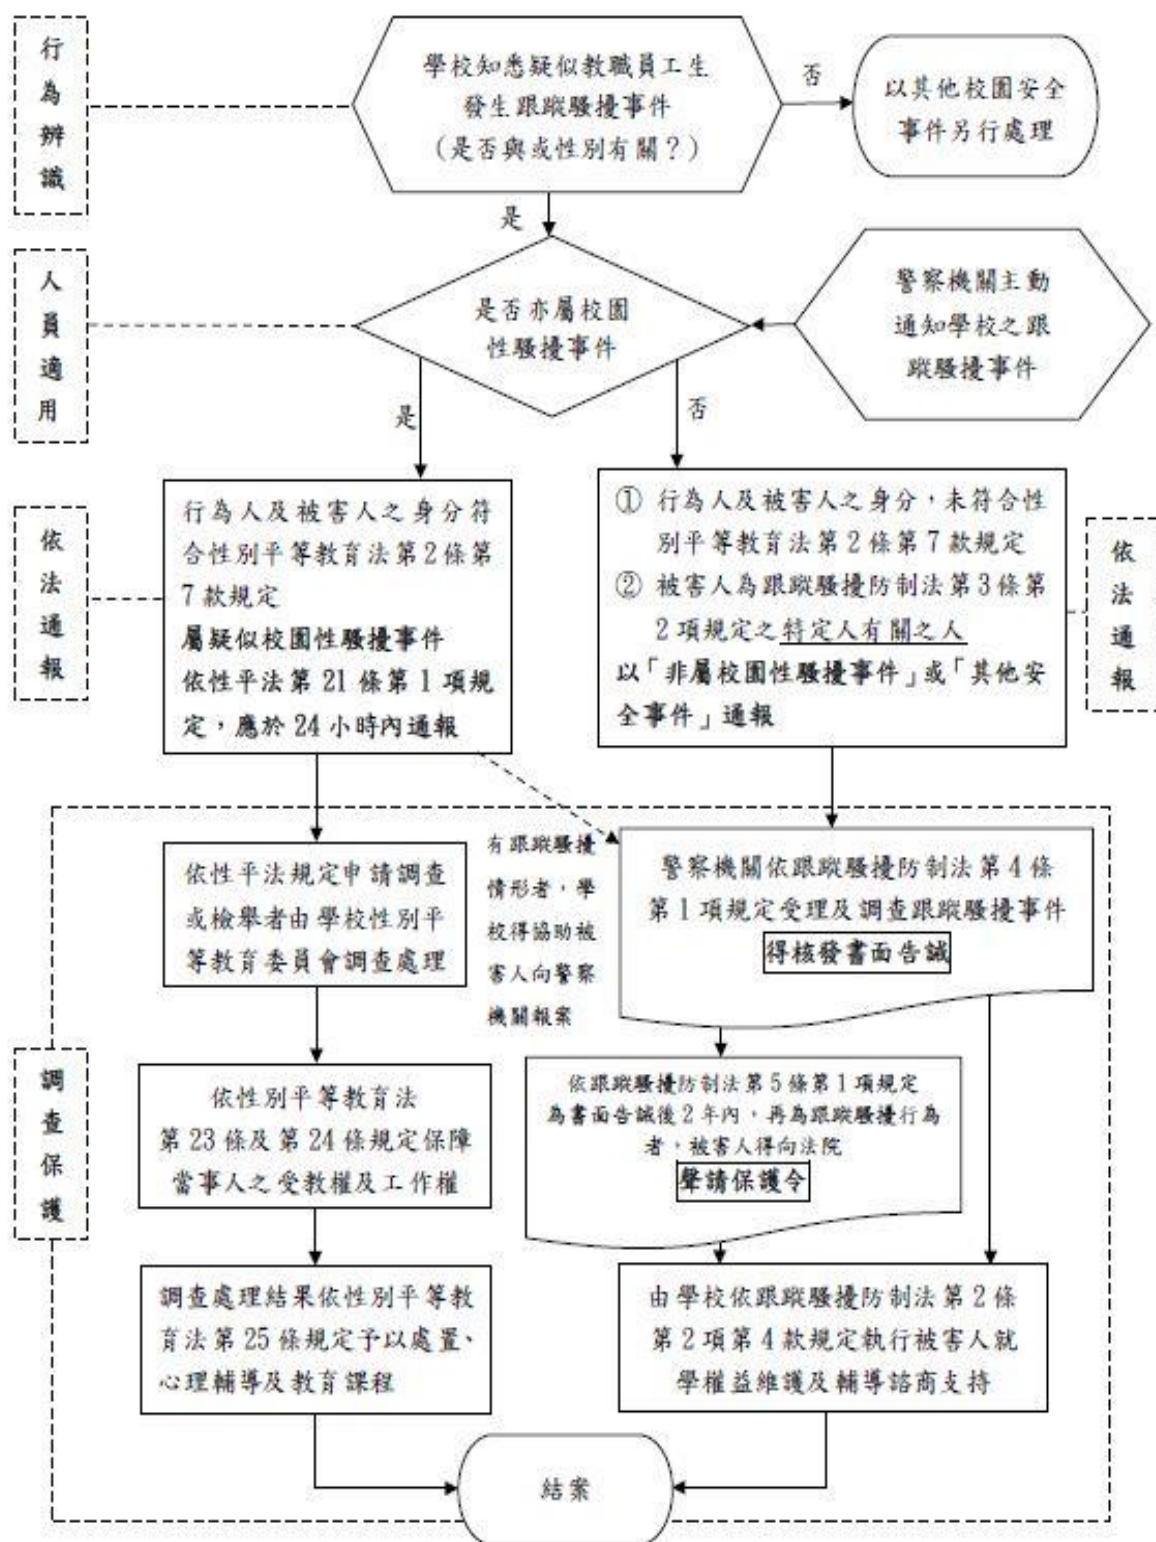 行為辨識
學校知悉疑似教職員工生
發生跟蹤騷擾事件
(是否與或性別有關?)
否
以其他校園安全
事件另行處理
是
人員適用
是否亦屬校園
性騷擾事件
警察機關主動
通知學校之跟
蹤騷擾事件
是
否
依法通報
行為人及被害人之身分符
合性別平等教育法第2條第
7款規定
屬疑似校園性騷擾事件
依性平法第21條第1項規
定,應於24小時內通報
① 行為人及被害人之身分,未符合性
別平等教育法第2條第7款規定
② 被害人為跟蹤騷擾防制法第3條第
2項規定之特定人有關之人
以「非屬校園性騷擾事件」或「其他安
全事件」通報
依法通報
調查保護
依性平法規定申請調查
或檢舉者由學校性別平
等教育委員會調查處理
有跟蹤騷擾
情形者,學
校得協助被
害人向警察
機關報案
警察機關依跟蹤騷擾防制法第4條
第1項規定受理及調查跟蹤騷擾事件
得核發書面告誡
依性別平等教育法
第23條及第24條規定保障
當事人之受教權及工作權
依跟蹤騷擾防制法第5條第1項規定
為書面告誡後2年內,再為跟蹤騷擾行為
者,被害人得向法院
聲請保護令
調查處理結果依性別平等教
育法第25條規定予以處置、
心理輔導及教育課程
由學校依跟蹤騷擾防制法第2條
第2項第4款規定執行被害人就
學權益維護及輔導諮商支持
結案